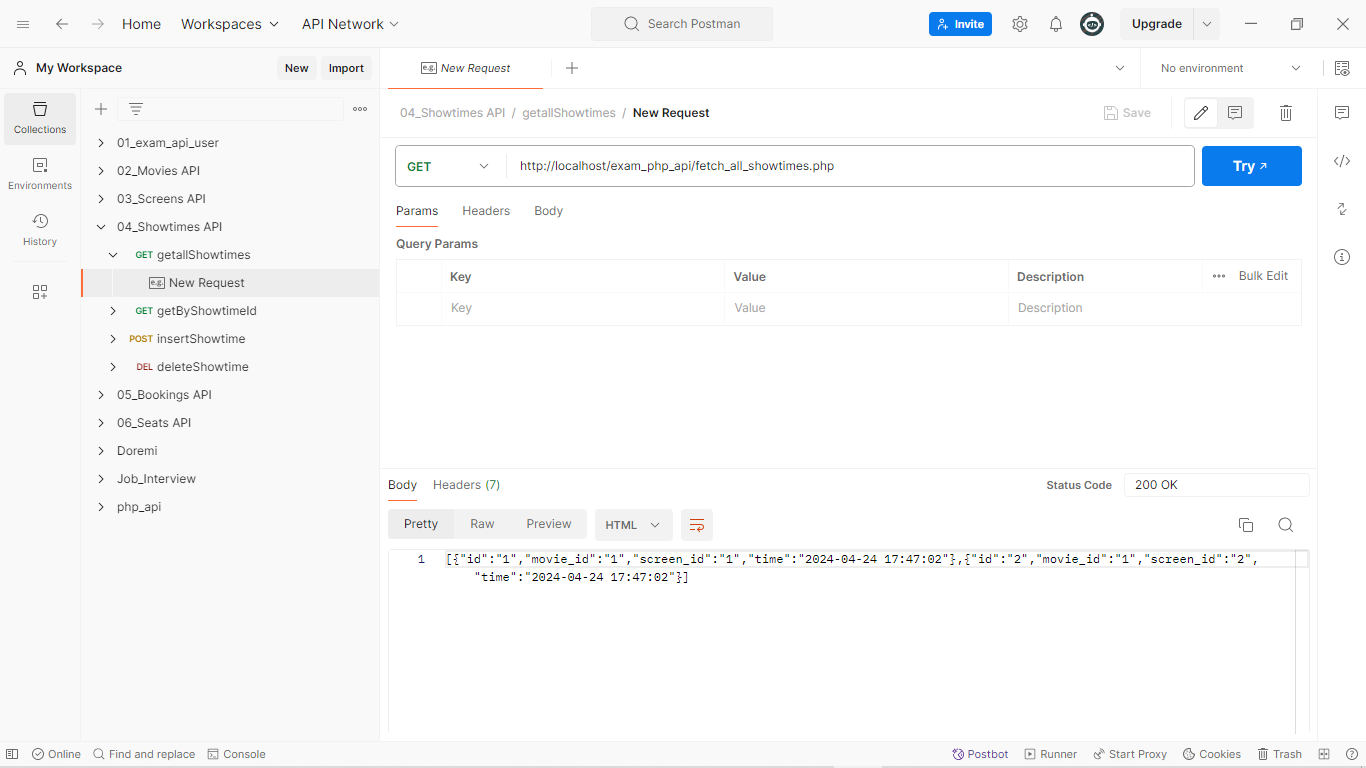 Home Workspaces API Network Search Postman Invite Upgrade
My Workspace New Import e.g. New Request No environment
Collections
Environments
History
01_exam_api_user
02_Movies API
03_Screens API
04_Showtimes API
GET getallShowtimes
e.g. New Request
GET getByShowtimeId
POST insertShowtime
DEL deleteShowtime
05_Bookings API
06_Seats API
Doremi
Job_Interview
php_api
04_Showtimes API / getallShowtimes / New Request Save
GET http://localhost/exam_php_api/fetch_all_showtimes.php Try
Params Headers Body
Query Params
Key Value Description Bulk Edit
Key Value Description
Body Headers (7) Status Code 200 OK
Pretty Raw Preview HTML
1 [{"id":"1","movie_id":"1","screen_id":"1","time":"2024-04-24 17:47:02"},{"id":"2","movie_id":"1","screen_id":"2",
"time":"2024-04-24 17:47:02"}]
Online Find and replace Console Postbot Runner Start Proxy Cookies Trash